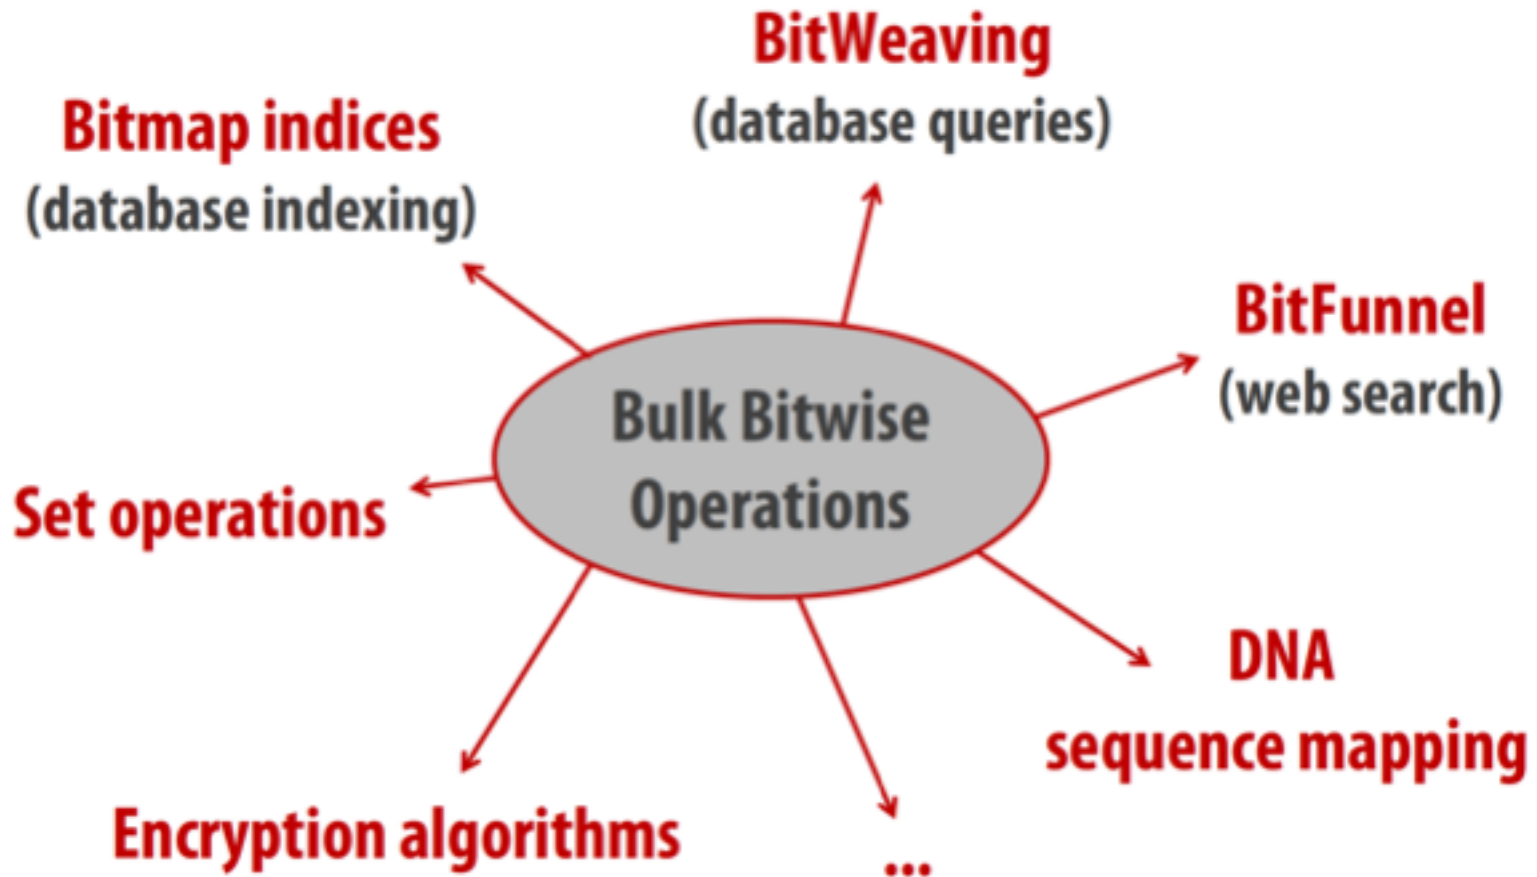 BitWeaving
(database queries)
Bitmap indices
(database indexing)
BitFunnel
(web search)
Bulk Bitwise
Operations
Set operations
DNA
sequence mapping
Encryption algorithms
...